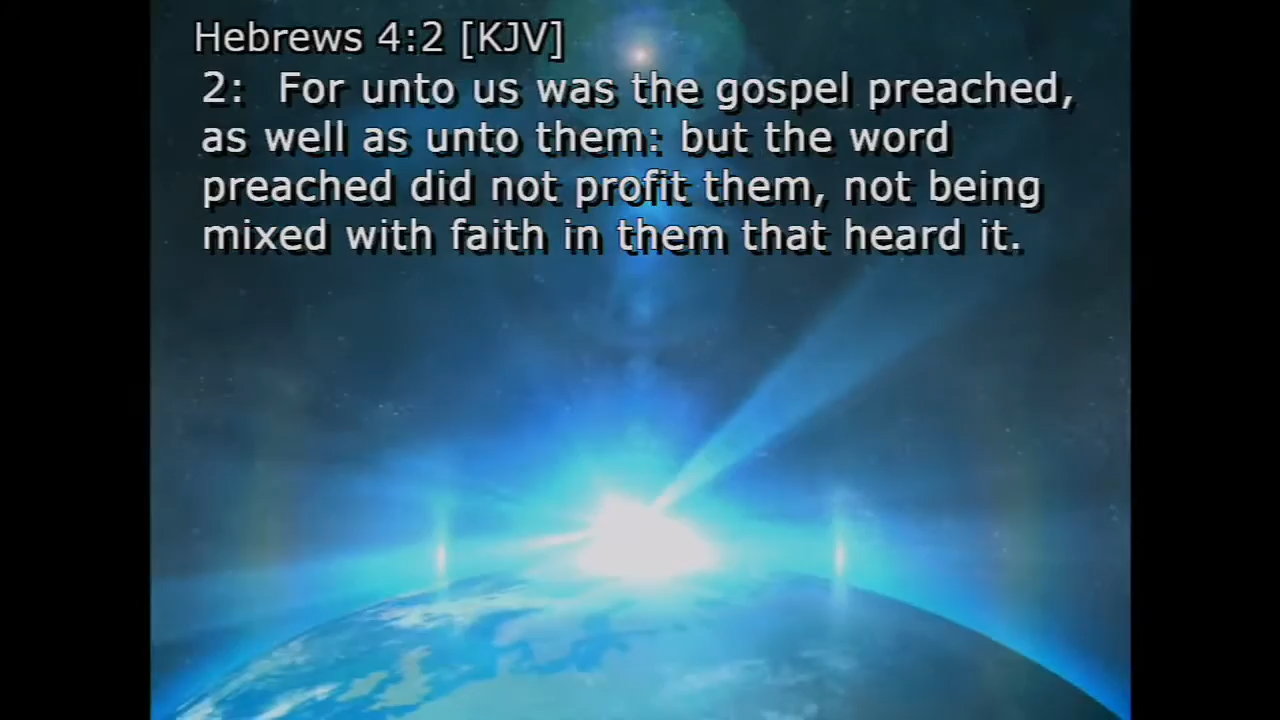 Hebrews 4:2 [KJV]
2: For unto us was the gospel preached,
as well as unto them: but the word
preached did not profit them, not being
mixed with faith in them that heard it.